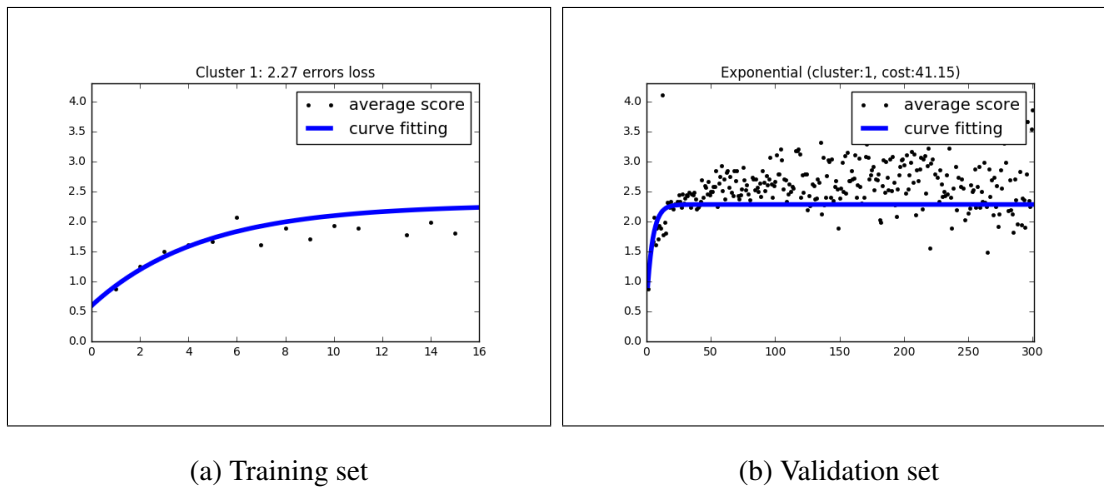 Cluster 1: 2.27 errors loss
average score
curve fitting
4.0
3.5
3.0
2.5
2.0
1.5
1.0
0.5
0.0
0 2 4 6 8 10 12 14 16
(a) Training set
Exponential (cluster:1, cost:41.15)
average score
curve fitting
4.0
3.5
3.0
2.5
2.0
1.5
1.0
0.5
0.0
0 50 100 150 200 250 300
(b) Validation set